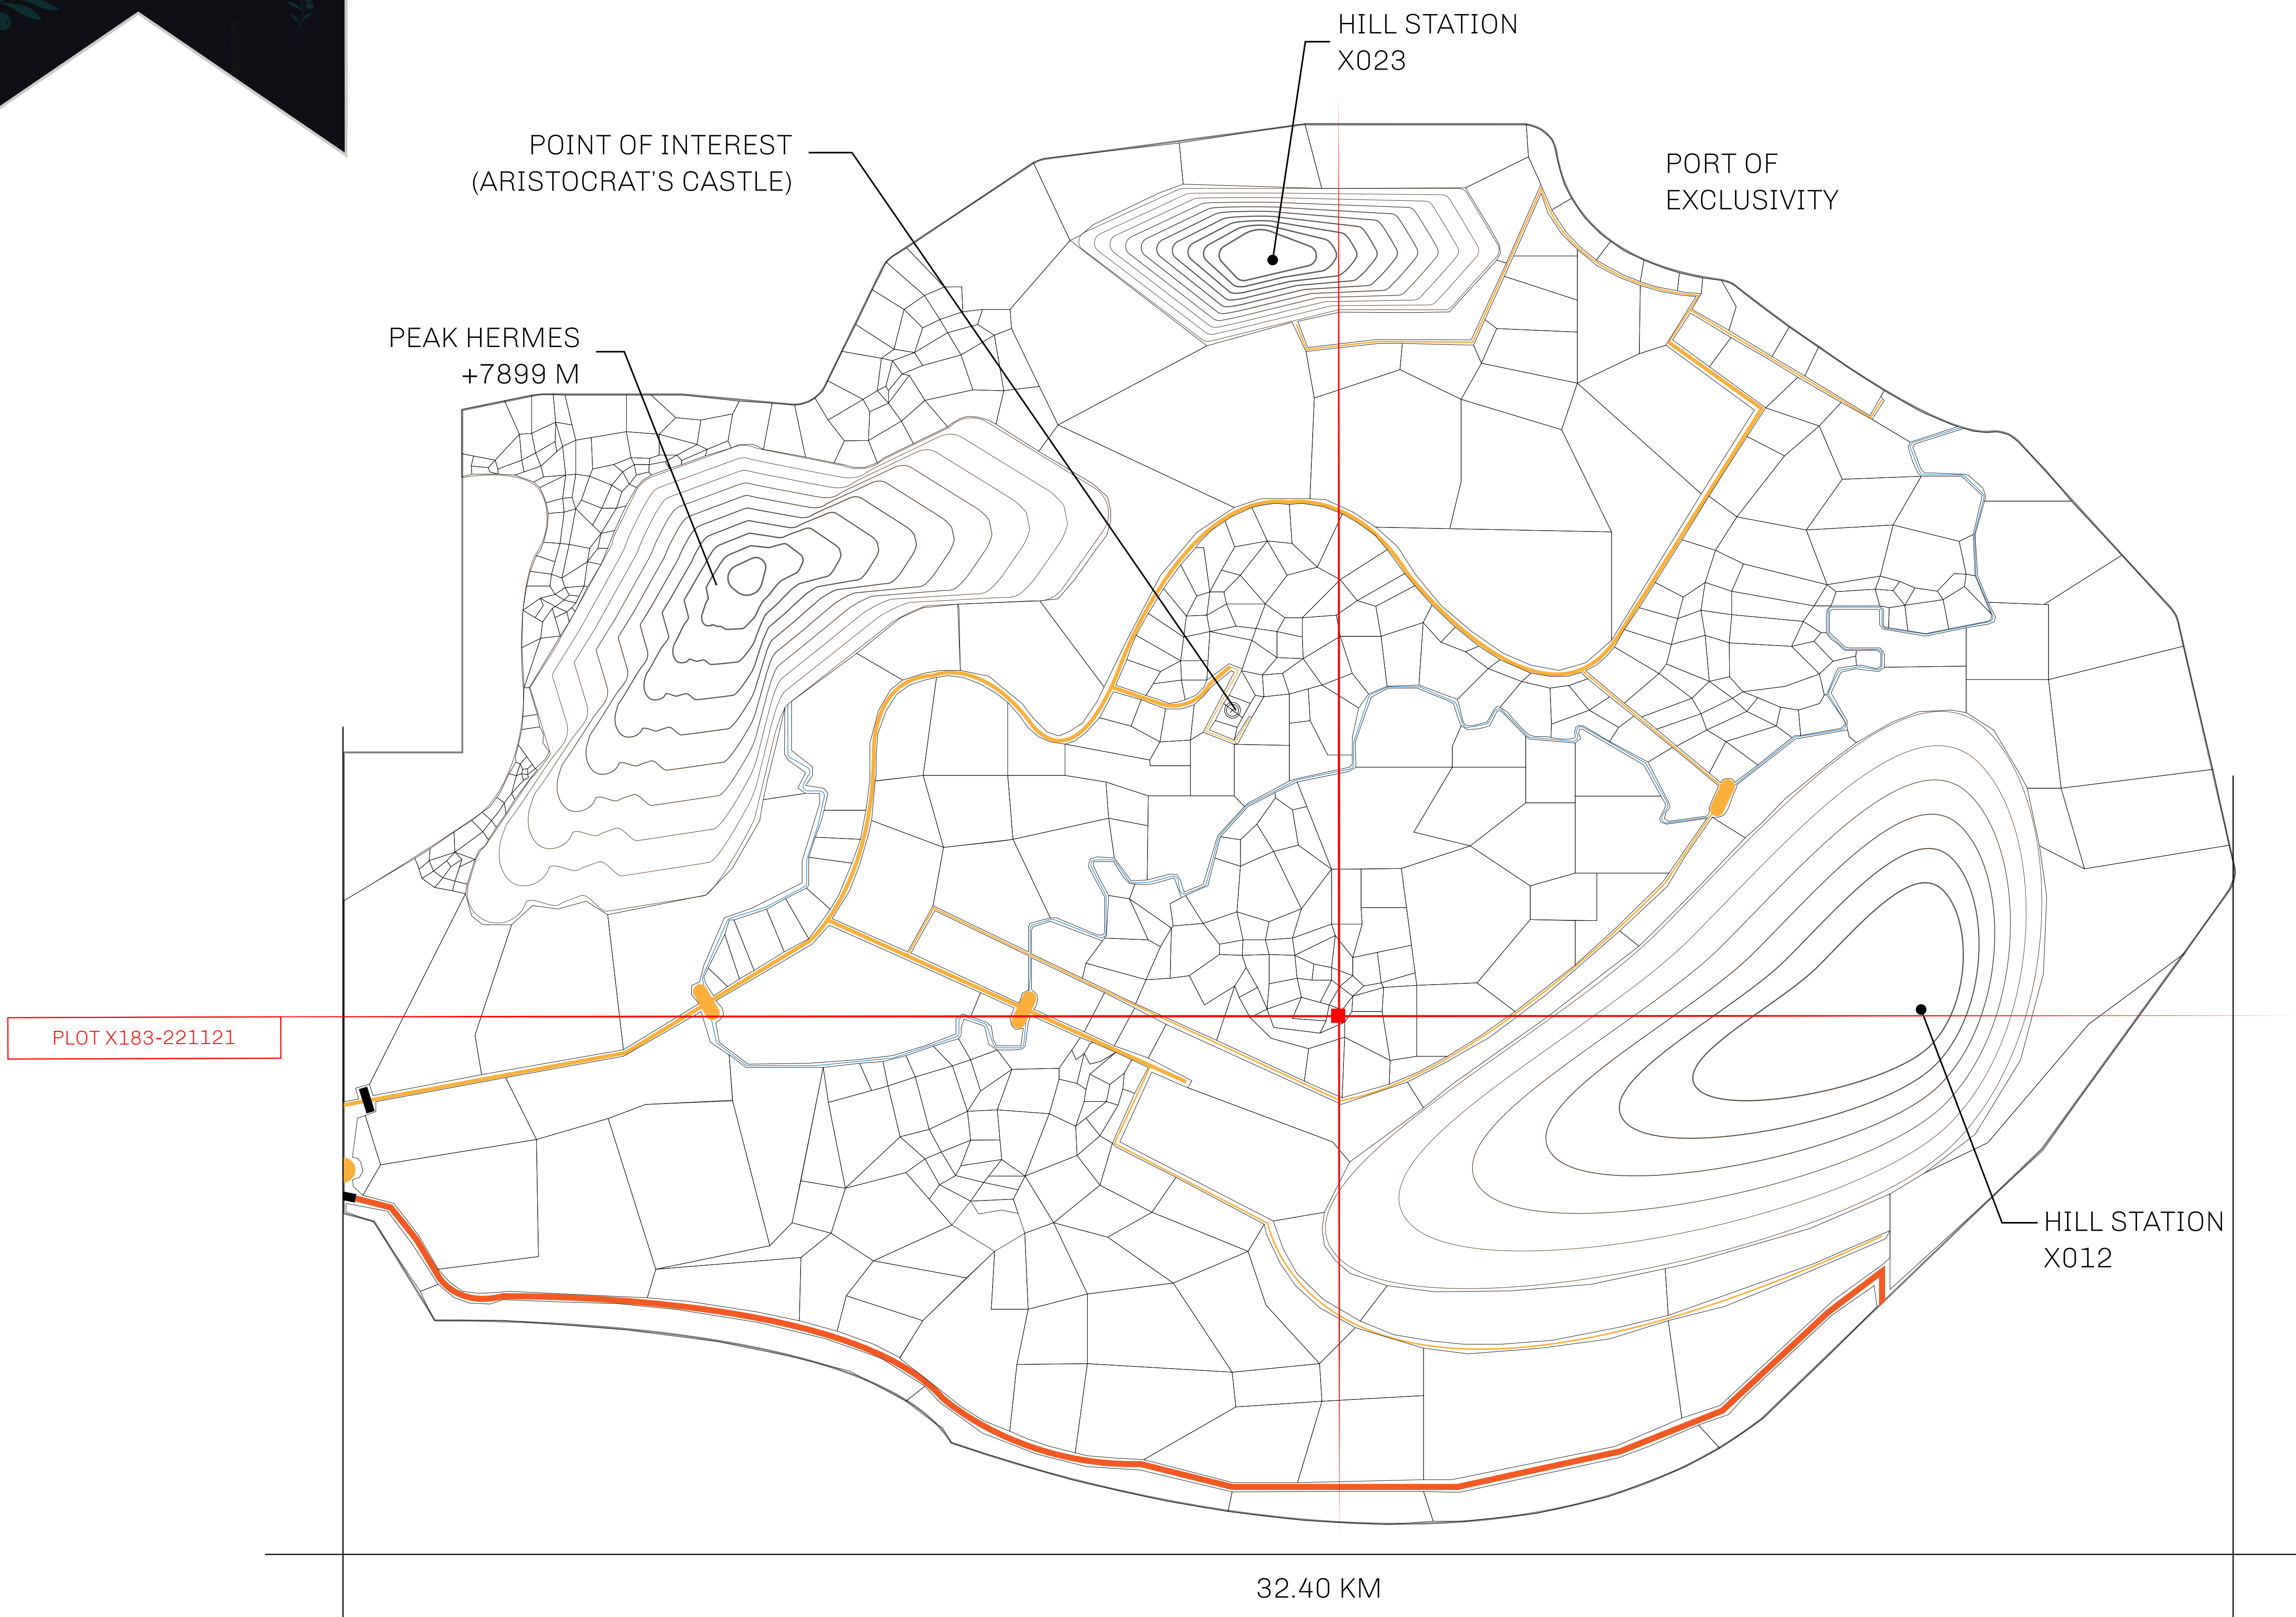 HILL STATION
X023
POINT OF INTEREST
(ARISTOCRAT'S CASTLE)
PORT OF
EXCLUSIVITY
PEAK HERMES
+7899 M
PLOT X183-221121
HILL STATION
X012
32.40 KM